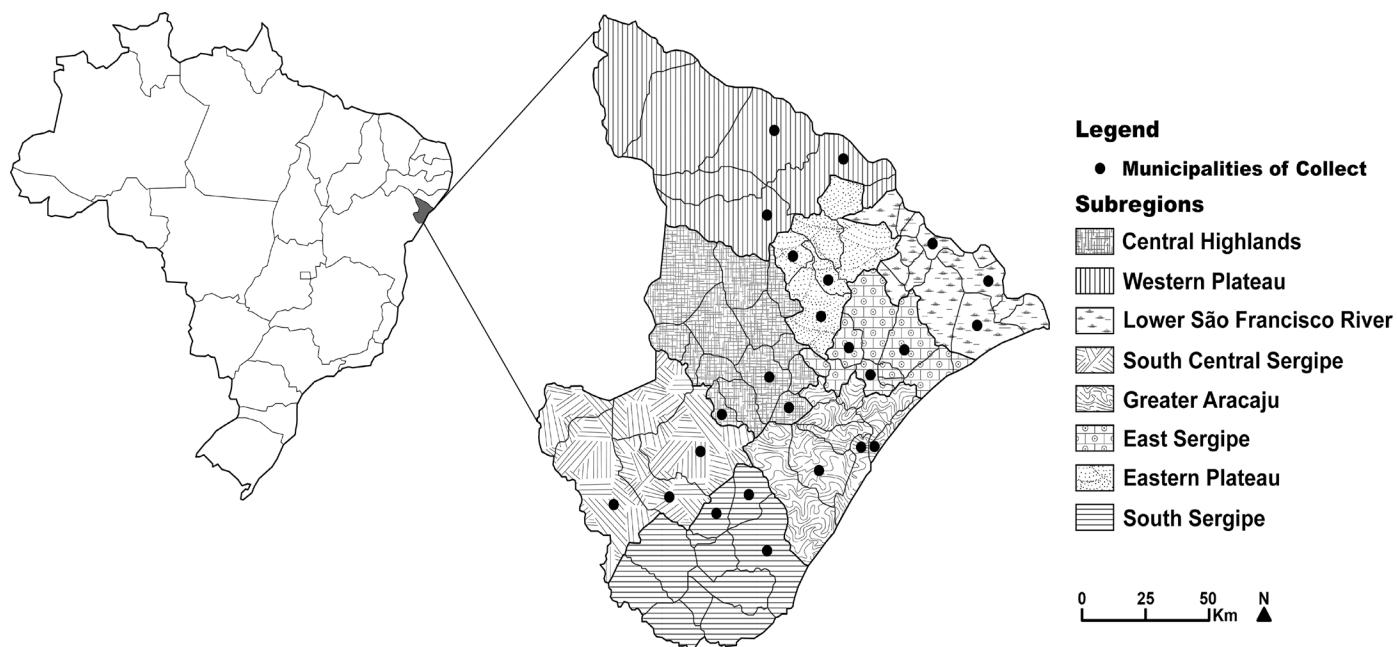 Legend
Municipalities of Collect
Subregions
Central Highlands
Western Plateau
Lower São Francisco River
South Central Sergipe
Greater Aracaju
East Sergipe
Eastern Plateau
South Sergipe
0 25 50 N
Km